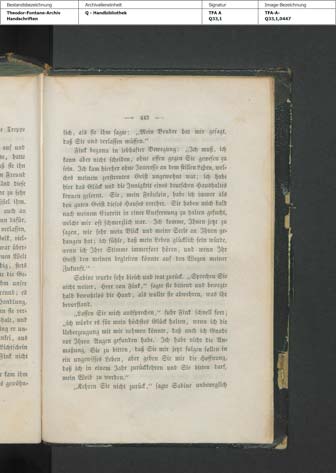 Bestandsbezeichnung
Theodor-Fontane-Archiv
Handschriften
Archivalieneinheit
Q - Handbibliothek
Signatur
TFA A
Q33,1
Image-Bezeichnung
TFA-A-
Q33,1,0447
— 443 —
lich, als sie ihm sagte: „Mein Bruder hat mir gesagt,
daß Sie uns verlassen müssen.“
Fink begann in lebhafter Bewegung: „Ich muß, ich
kann aber nicht scheiden, ohne offen gegen Sie gewesen zu
sein. Ich kam hierher ohne Interesse an dem stillen Leben,
meinem zerstreuten Geist ungewohnt war; ich habe
hier das Glück und die Innigkeit eines deutschen Haushaltes
kennen gelernt. Sie, mein Fräulein, habe ich immer als
den guten Geist dieses Hauses verehrt. Sie haben mich bald
nach meinem Eintritt in einer Entfernung zu halten gesucht,
welche mir oft schmerzlich war. Ich komme, Ihnen jetzt zu
sagen, wie sehr mein Blick und meine Seele an Ihnen
gehangen hat; ich fühle, daß mein Leben glücklich sein würde,
wenn ich Ihre Stimme immerfort hören, und wenn Ihr
Geist den meinen begleiten könnte auf den Wegen meiner
Zukunft.“
Sabine wurde sehr bleich und trat zurück. „Sprechen Sie
nicht weiter, Herr von Fink,“ sagte sie bittend und bewegte
halb bewußtlos die Hand, als wollte sie abwehren, was ihr
bevorstand.
„Lassen Sie mich aussprechen,“ fuhr Fink schnell fort;
„ich würde es für mein höchstes Glück halten, wenn ich die
Ueberzeugung mit mir nehmen könnte, daß auch ich Gnade
vor Ihren Augen gefunden habe. Ich habe nicht die
Anmaßung, Sie zu bitten, daß Sie mir jetzt folgen sollen in
ein ungewisses Leben, aber geben Sie mir die Hoffnung,
daß ich in einem Jahr zurückkehren und Sie bitten darf,
mein Weib zu werden.“
„Kehren Sie nicht zurück,“ sagte Sabine unbeweglich